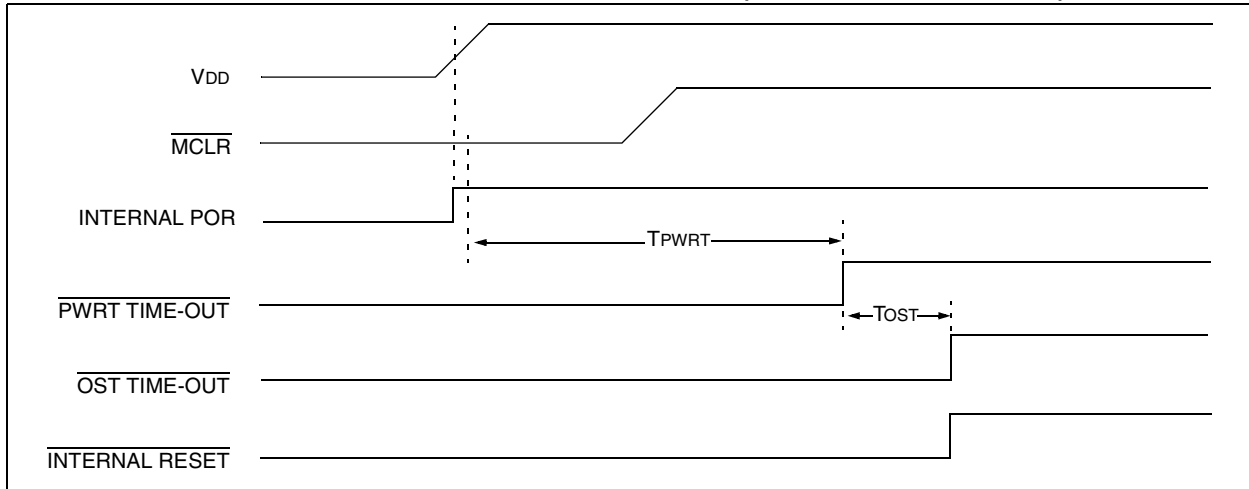 VDD
MCLR
INTERNAL POR
TPWRT
PWRT TIME-OUT
TOST
OST TIME-OUT
INTERNAL RESET